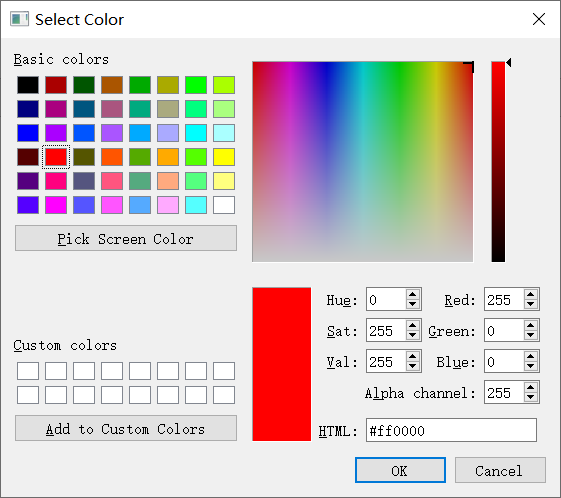 Select Color
Basic colors
Pick Screen Color
Custom colors
Add to Custom Colors
Hue: 0
Red: 255
Sat: 255
Green: 0
Val: 255
Blue: 0
Alpha channel: 255
HTML: #ff0000
OK
Cancel